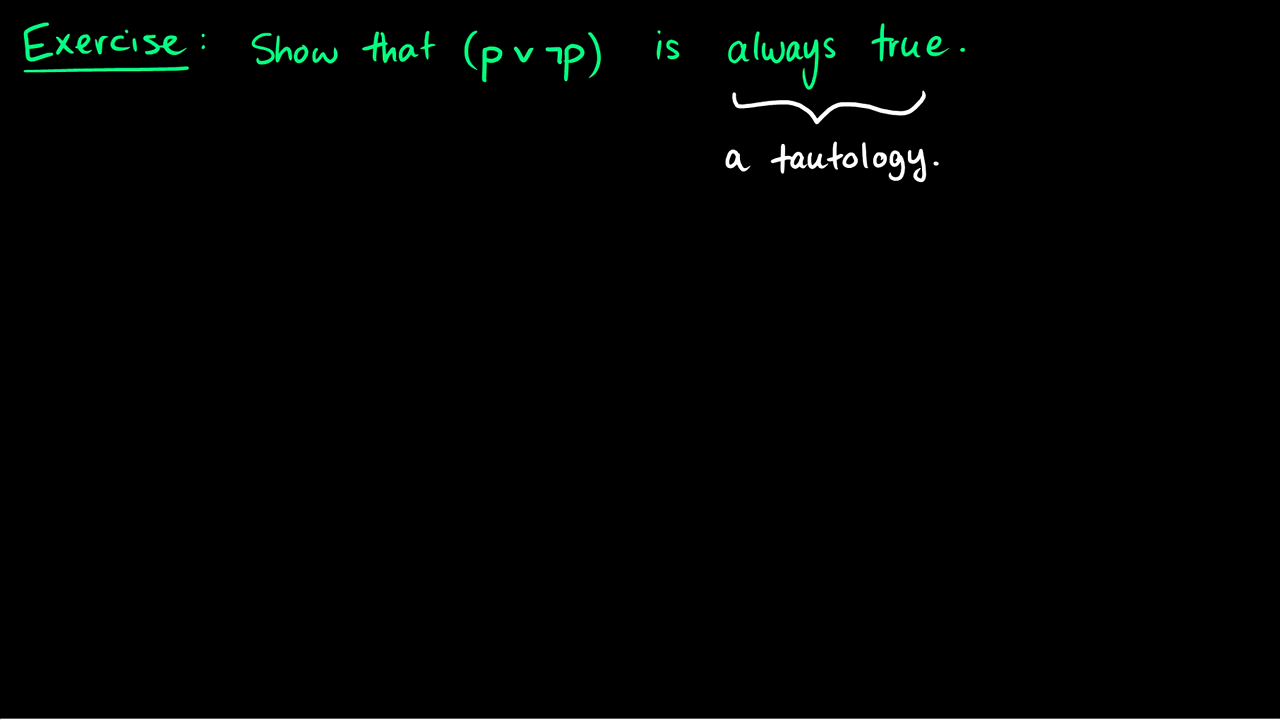 Exercise: Show that (p ∨ ¬p) is always true.
a tautology.